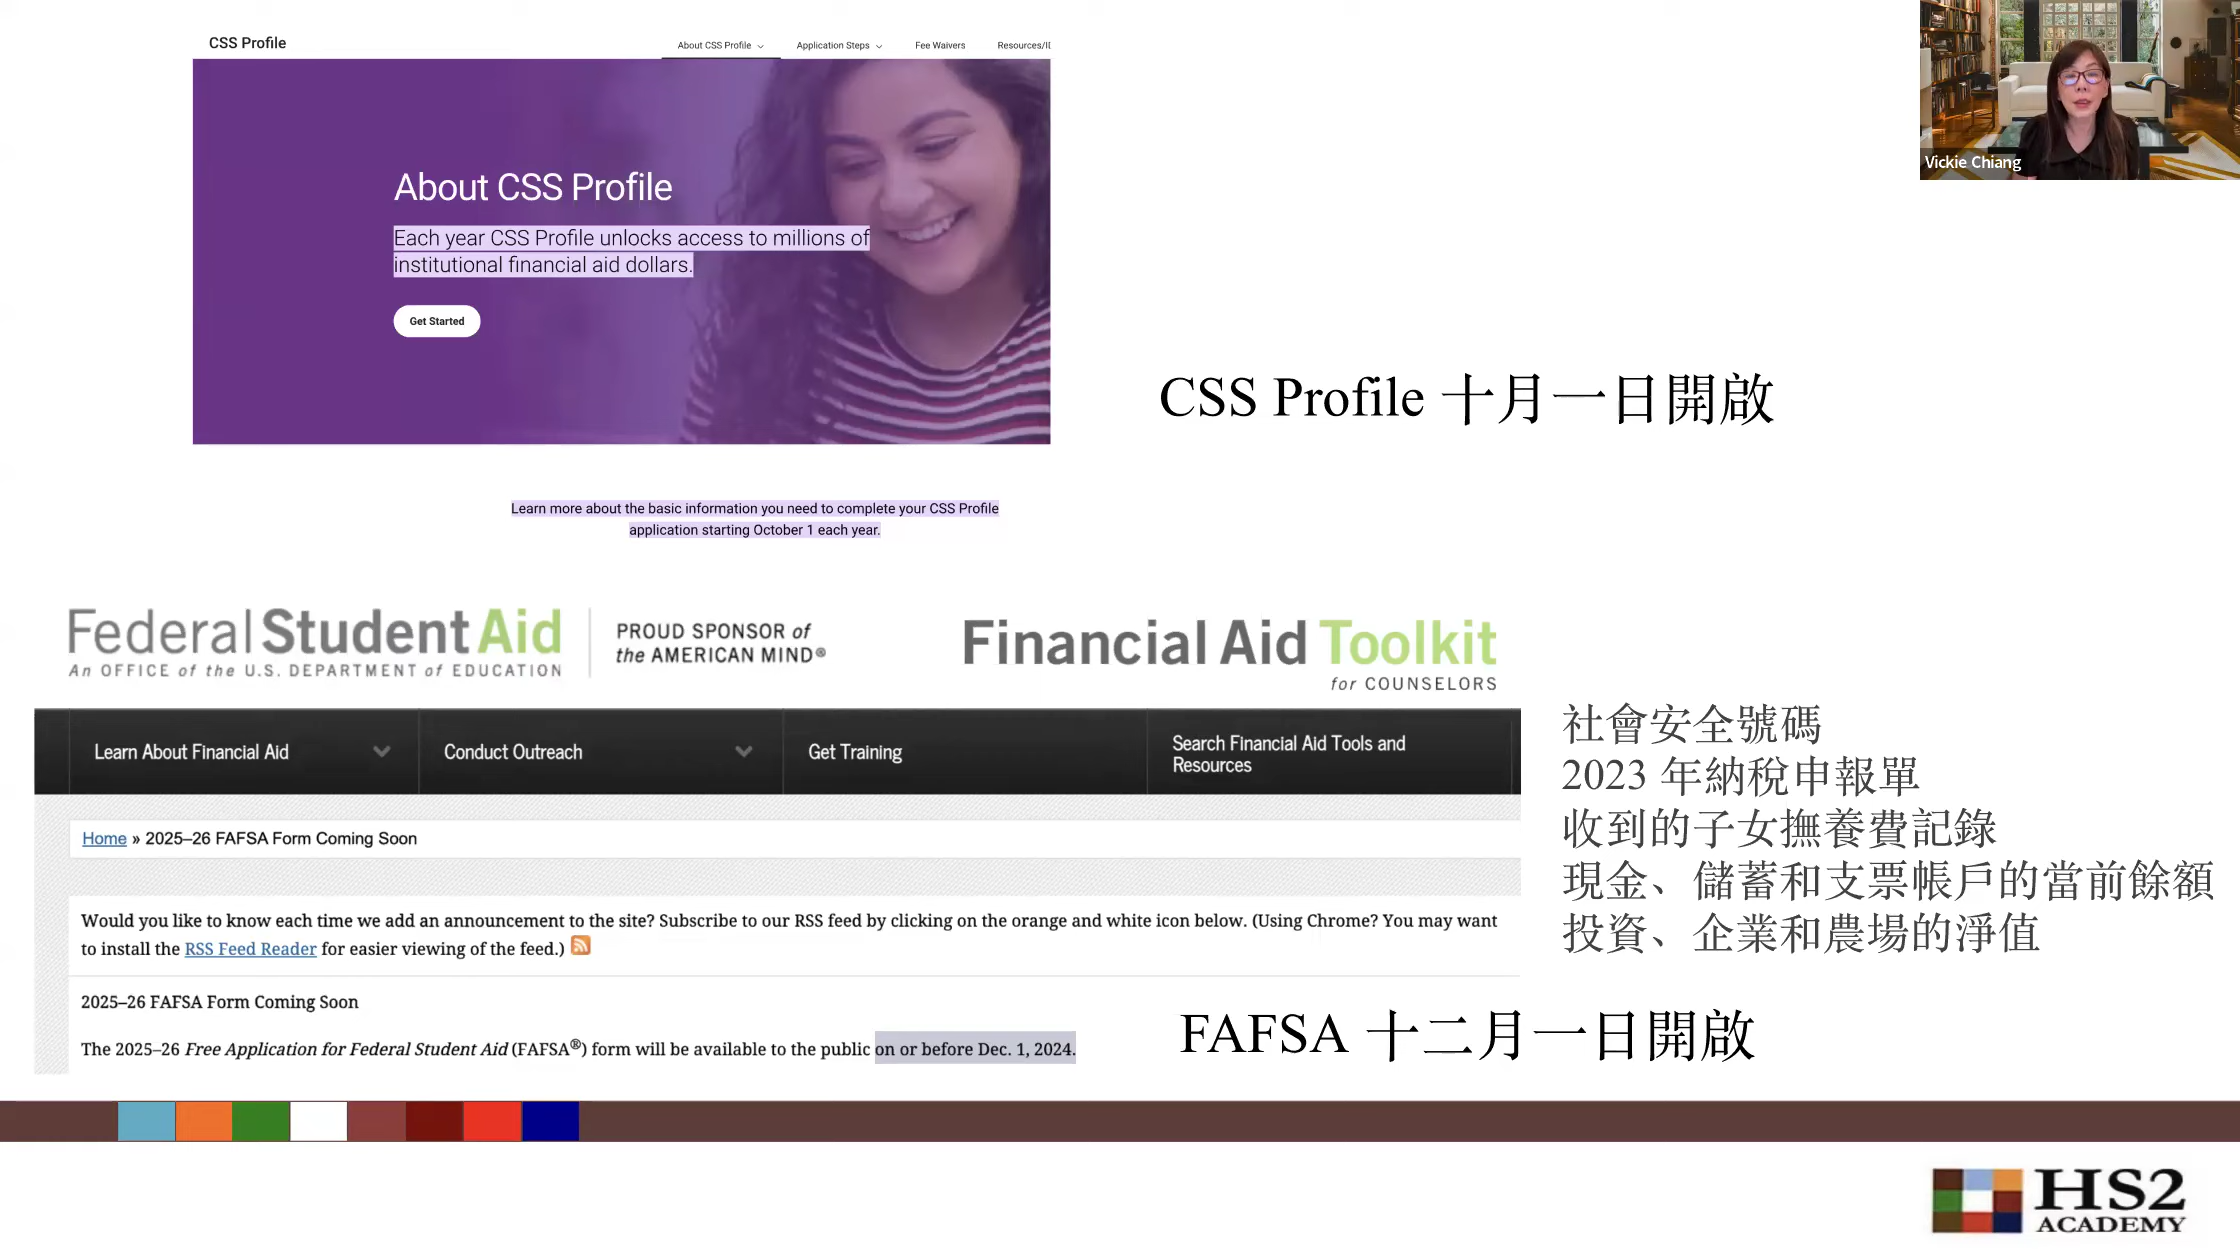 CSS Profile
About CSS Profile
Application Steps
Fee Waivers
Resources/
Vickie Chiang
About CSS Profile
Each year CSS Profile unlocks access to millions of
institutional financial aid dollars.
Get Started
CSS Profile 十月一日開啟
Learn more about the basic information you need to complete your CSS Profile
application starting October 1 each year.
Federal Student Aid
An OFFICE of the U.S. DEPARTMENT of EDUCATION
PROUD SPONSOR of
the AMERICAN MIND®
Financial Aid Toolkit
for COUNSELORS
Learn About Financial Aid
Conduct Outreach
Get Training
Search Financial Aid Tools and
Resources
社會安全號碼
2023 年納稅申報單
收到的子女撫養費記錄
現金、儲蓄和支票帳戶的當前餘額
投資、企業和農場的淨值
Home » 2025–26 FAFSA Form Coming Soon
Would you like to know each time we add an announcement to the site? Subscribe to our RSS feed by clicking on the orange and white icon below. (Using Chrome? You may want
to install the RSS Feed Reader for easier viewing of the feed.)
2025–26 FAFSA Form Coming Soon
The 2025–26 Free Application for Federal Student Aid (FAFSA®) form will be available to the public on or before Dec. 1, 2024.
FAFSA 十二月一日開啟
HS2
ACADEMY